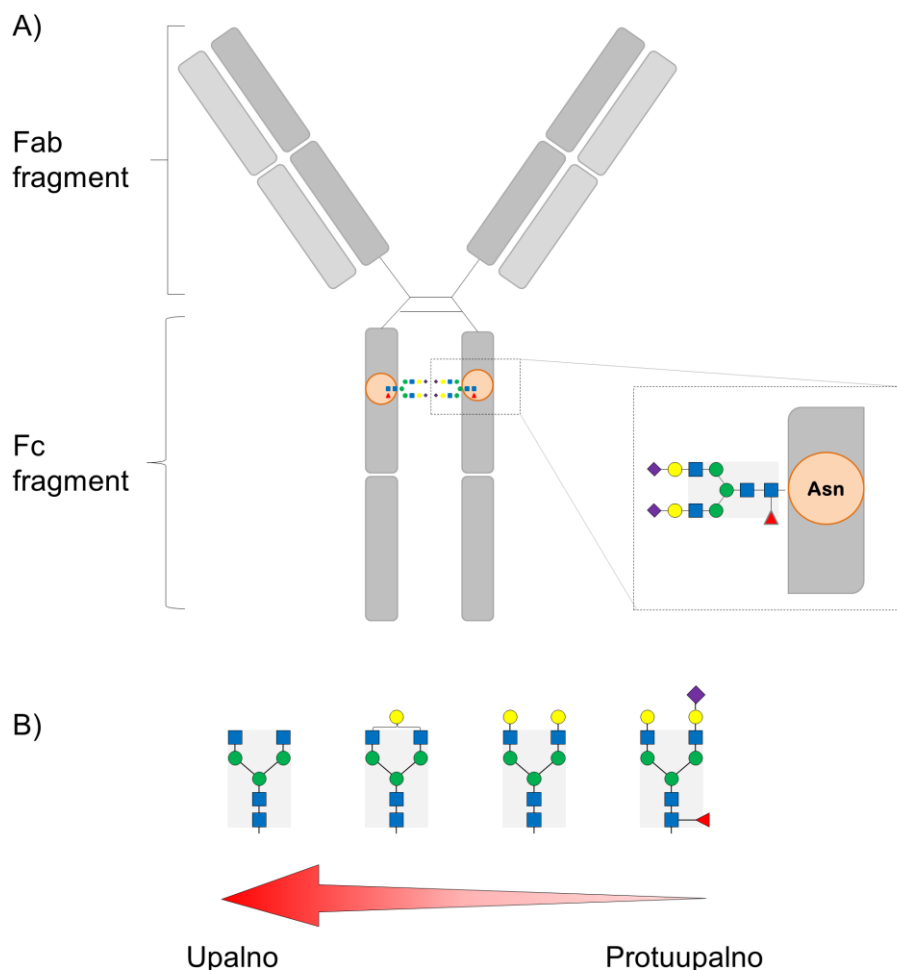 A)
Fab
fragment
Fc
fragment
Asn
B)
Upalno
Protuupalno